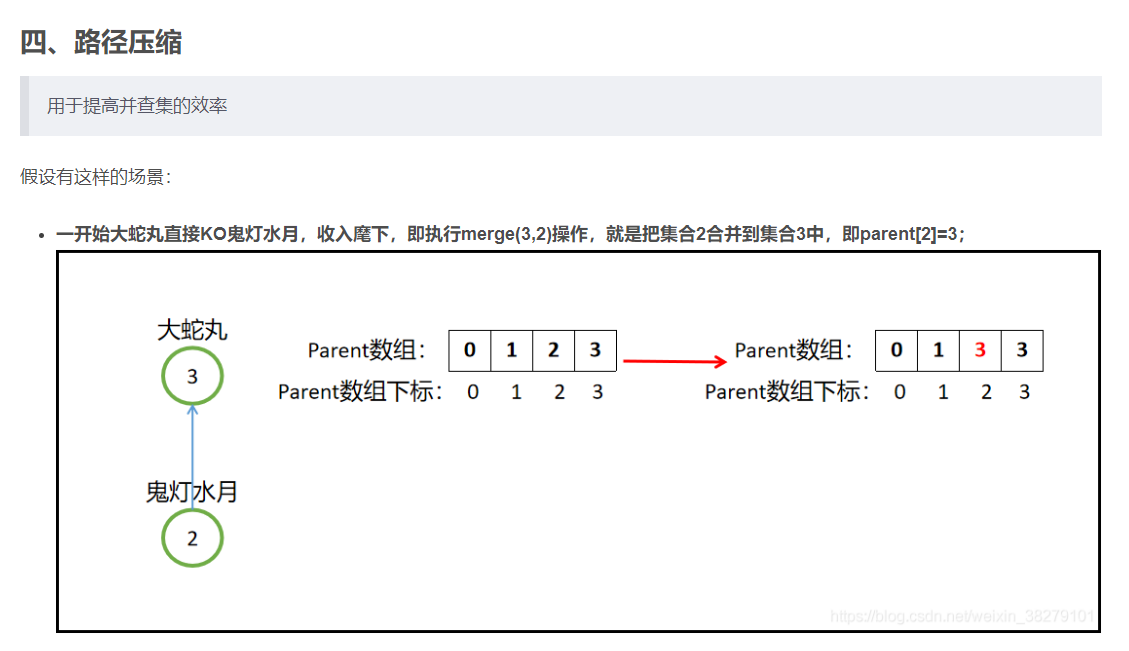 四、路径压缩
用于提高并查集的效率
假设有这样的场景：
一开始大蛇丸直接KO鬼灯水月，收入麾下，即执行merge(3,2)操作，就是把集合2合并到集合3中，即parent[2]=3；
大蛇丸
3
鬼灯水月
2
Parent数组： 0 1 2 3
Parent数组下标： 0 1 2 3
Parent数组： 0 1 3 3
Parent数组下标： 0 1 2 3
https://blog.csdn.net/weixin_38279101